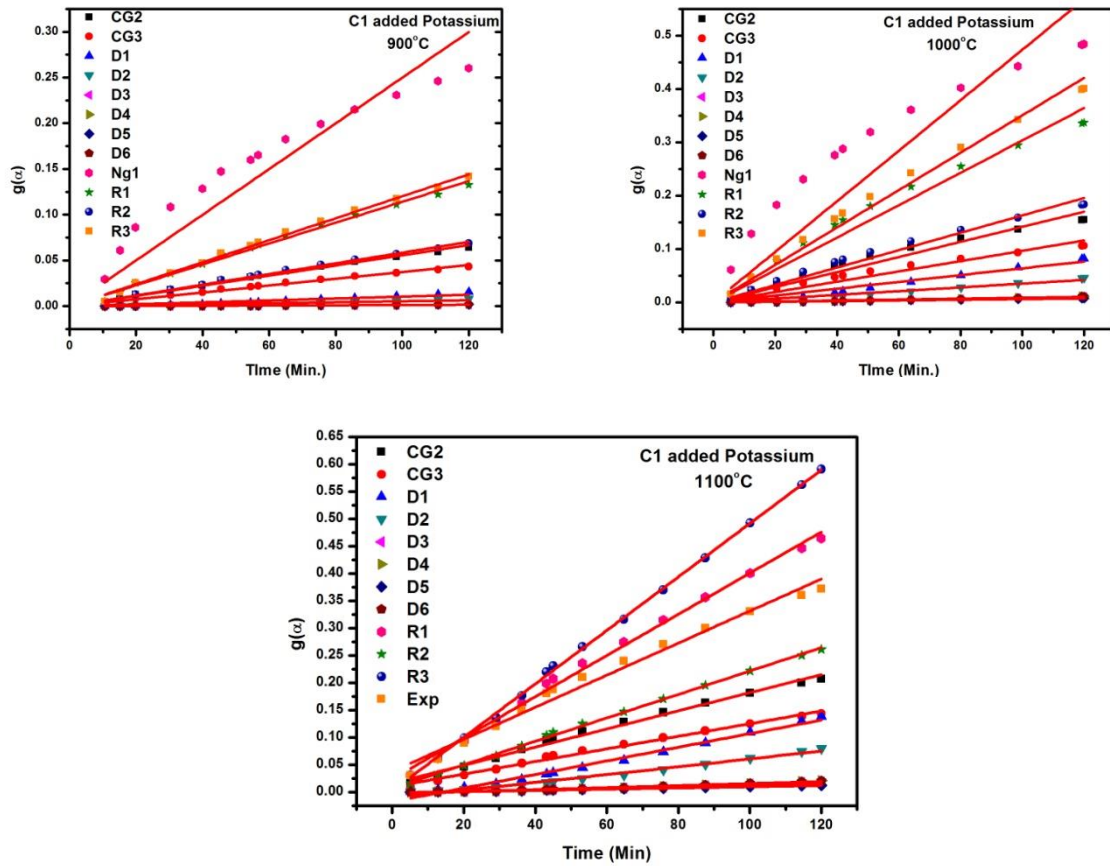 C1 added Potassium
900°C
CG2
CG3
D1
D2
D3
D4
D5
D6
Ng1
R1
R2
R3
0.30
0.25
0.20
0.15
0.10
0.05
0.00
g(α)
0 20 40 60 80 100 120
TIme (Min.)
C1 added Potassium
1000°C
CG2
CG3
D1
D2
D3
D4
D5
D6
Ng1
R1
R2
R3
0.5
0.4
0.3
0.2
0.1
0.0
g(α)
0 20 40 60 80 100 120
TIme (Min.)
C1 added Potassium
1100°C
CG2
CG3
D1
D2
D3
D4
D5
D6
R1
R2
R3
Exp
0.65
0.60
0.55
0.50
0.45
0.40
0.35
0.30
0.25
0.20
0.15
0.10
0.05
0.00
g(α)
0 20 40 60 80 100 120
Time (Min)